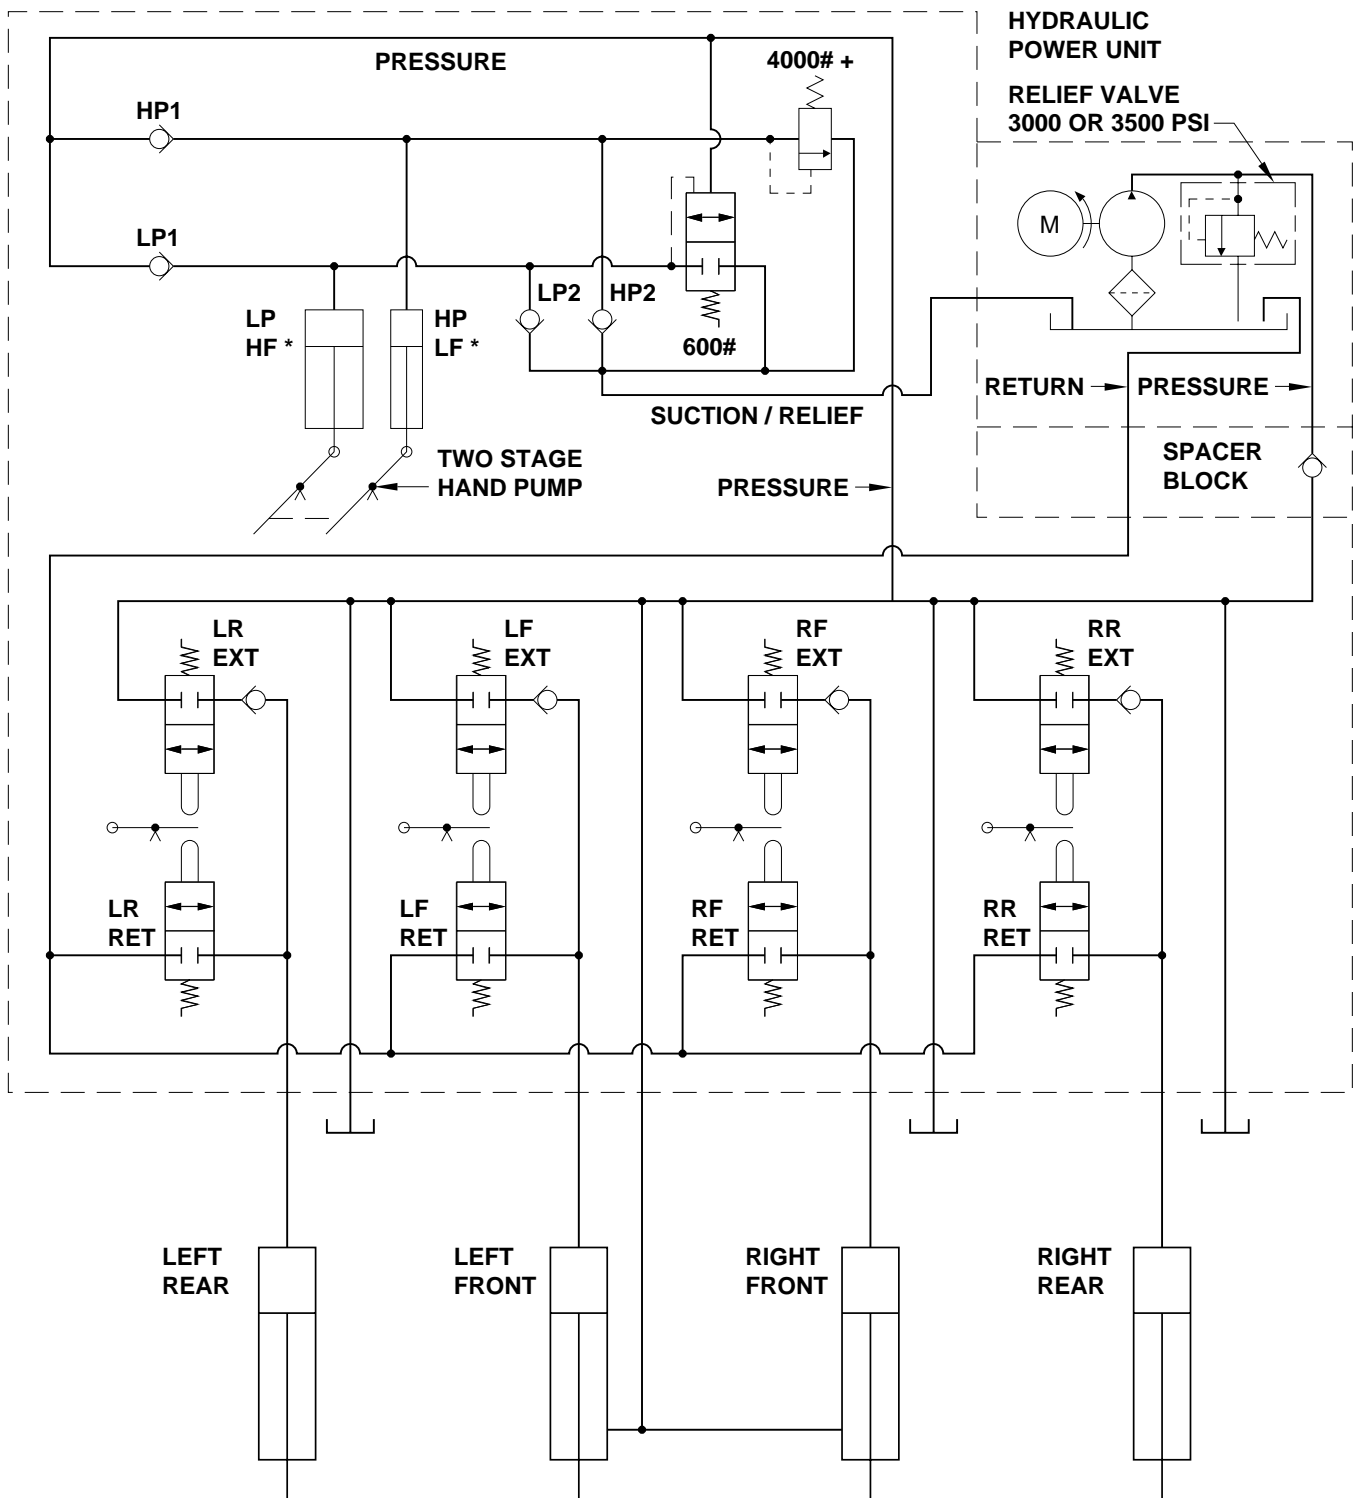 HYDRAULIC
POWER UNIT
PRESSURE
4000# +
RELIEF VALVE
3000 OR 3500 PSI
HP1
M
LP1
LP2
HP2
LP
HF *
HP
LF *
600#
RETURN
PRESSURE
SUCTION / RELIEF
TWO STAGE
HAND PUMP
PRESSURE
SPACER
BLOCK
LR
EXT
LF
EXT
RF
EXT
RR
EXT
LR
RET
LF
RET
RF
RET
RR
RET
LEFT
REAR
LEFT
FRONT
RIGHT
FRONT
RIGHT
REAR